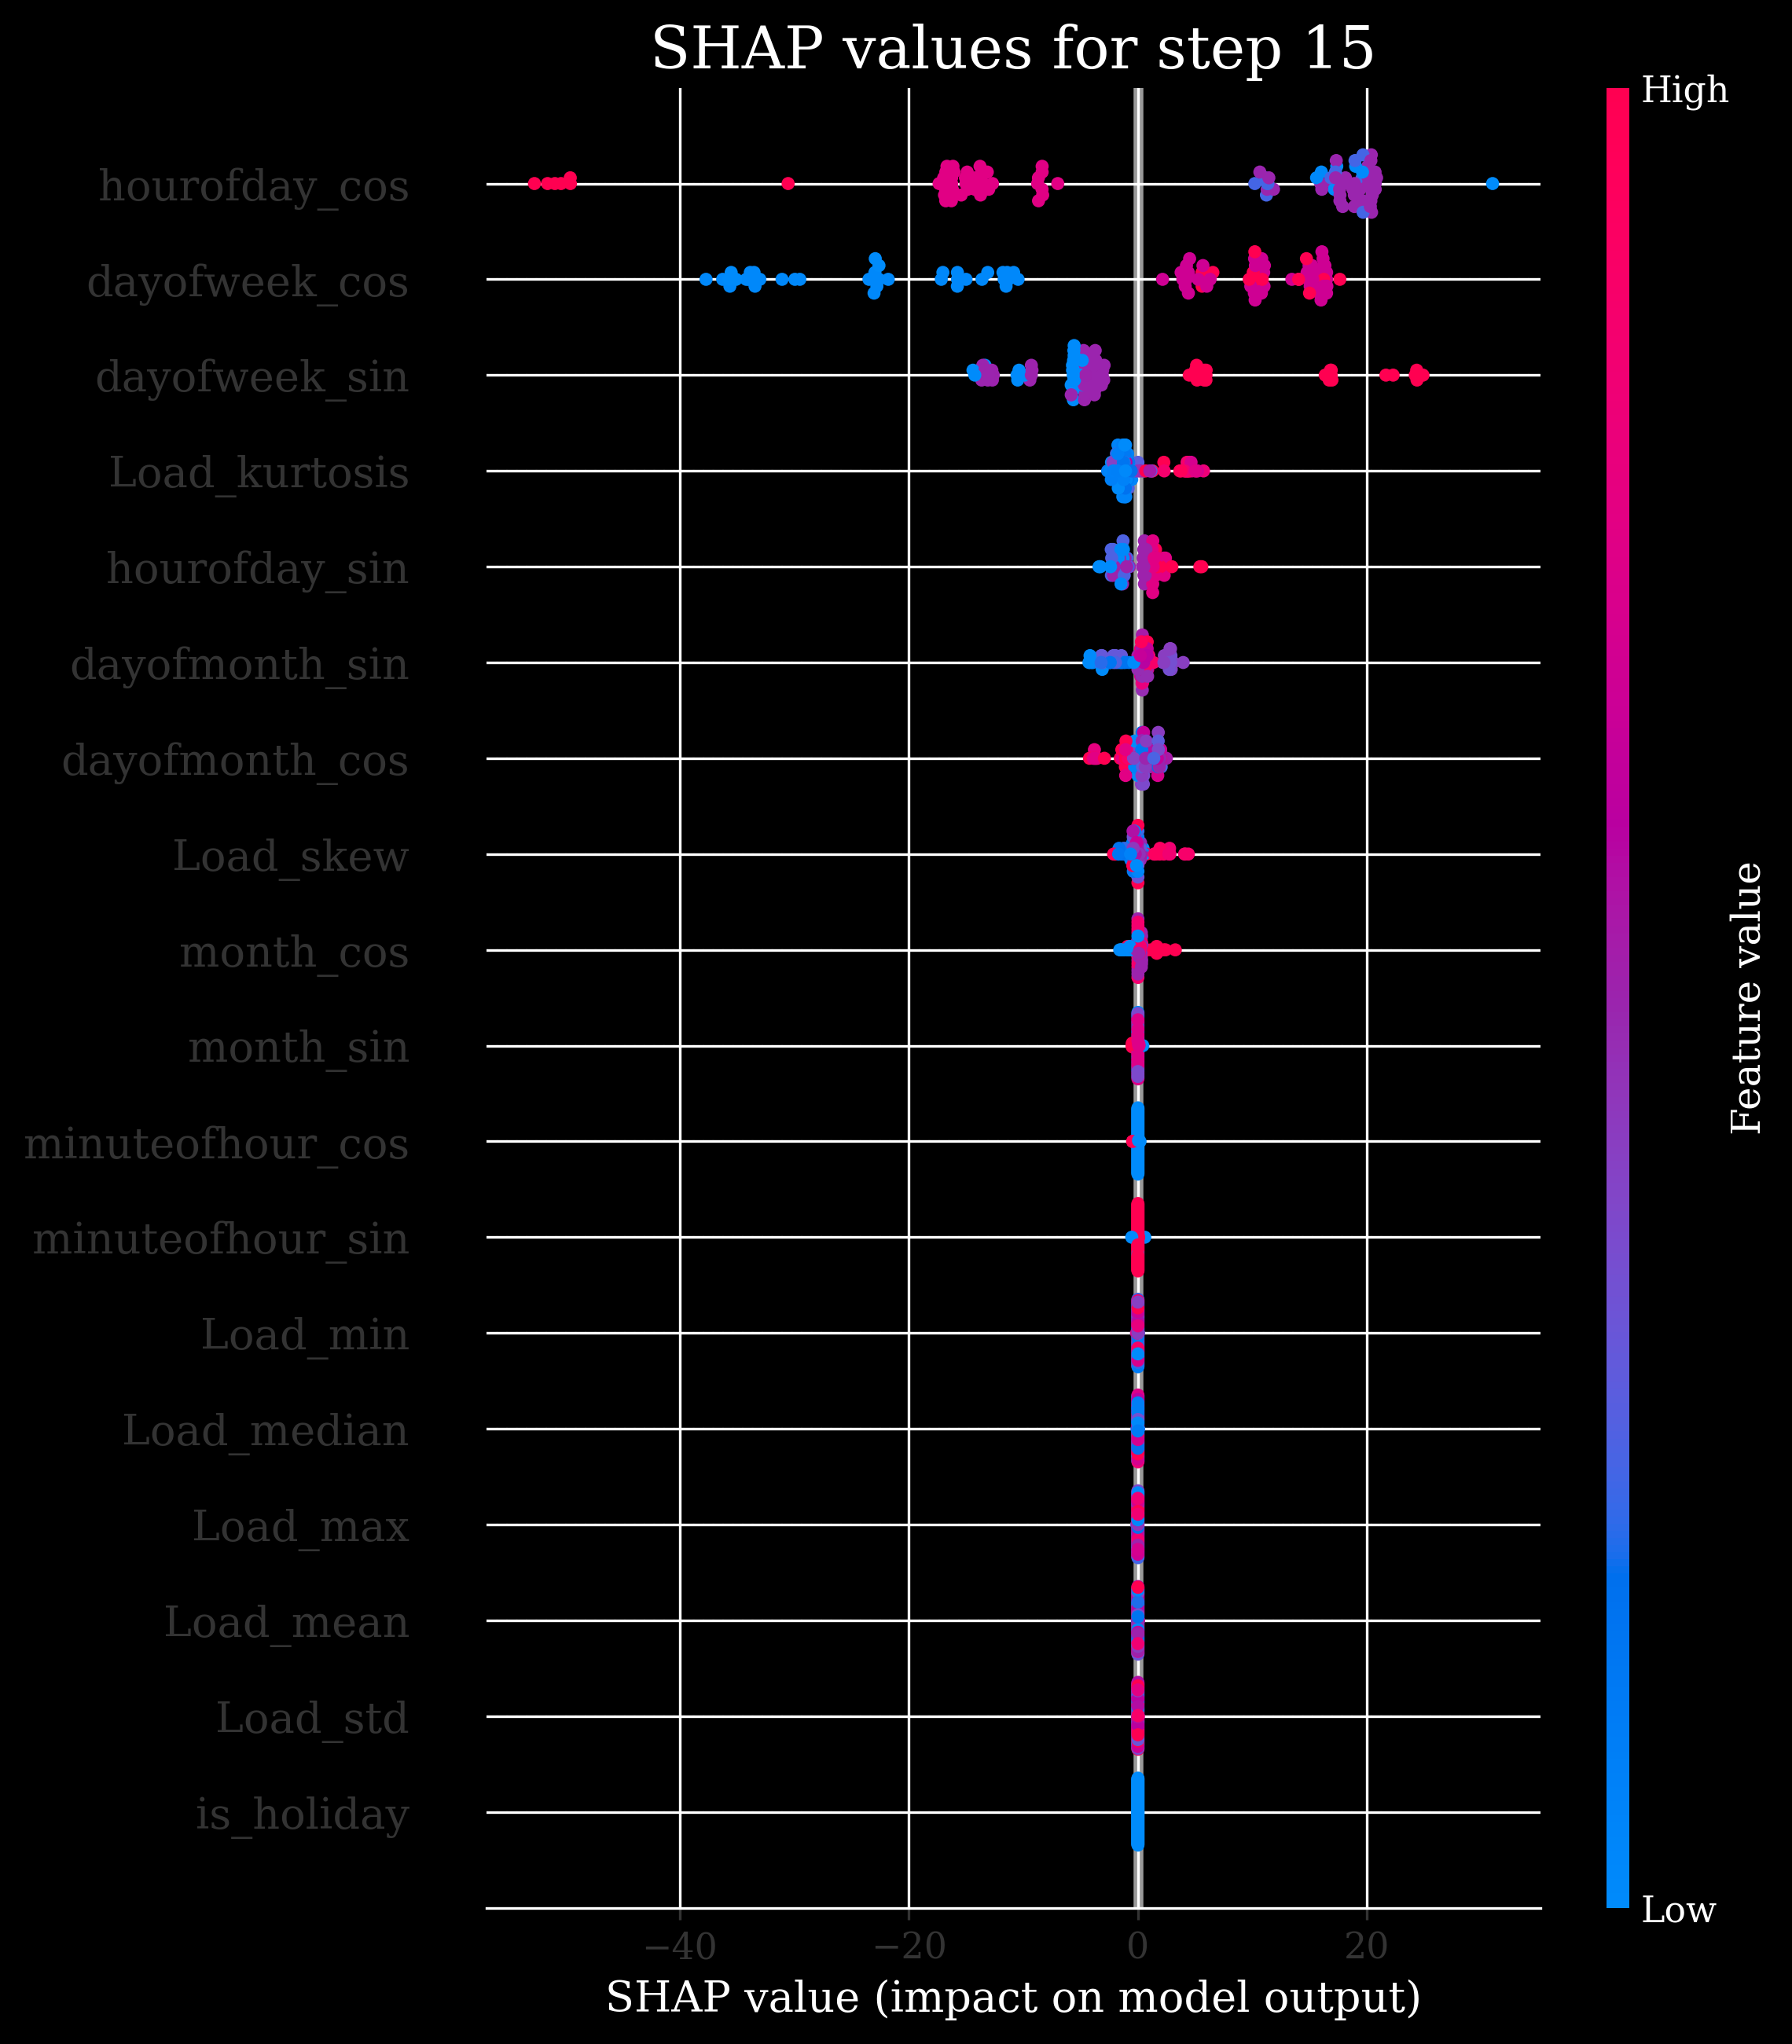 SHAP values for step 15
High
hourofday_cos
dayofweek_cos
dayofweek_sin
Load_kurtosis
hourofday_sin
dayofmonth_sin
dayofmonth_cos
Load_skew
month_cos
month_sin
minuteofhour_cos
minuteofhour_sin
Load_min
Load_median
Load_max
Load_mean
Load_std
is_holiday
Feature value
Low
−40 −20 0 20
SHAP value (impact on model output)